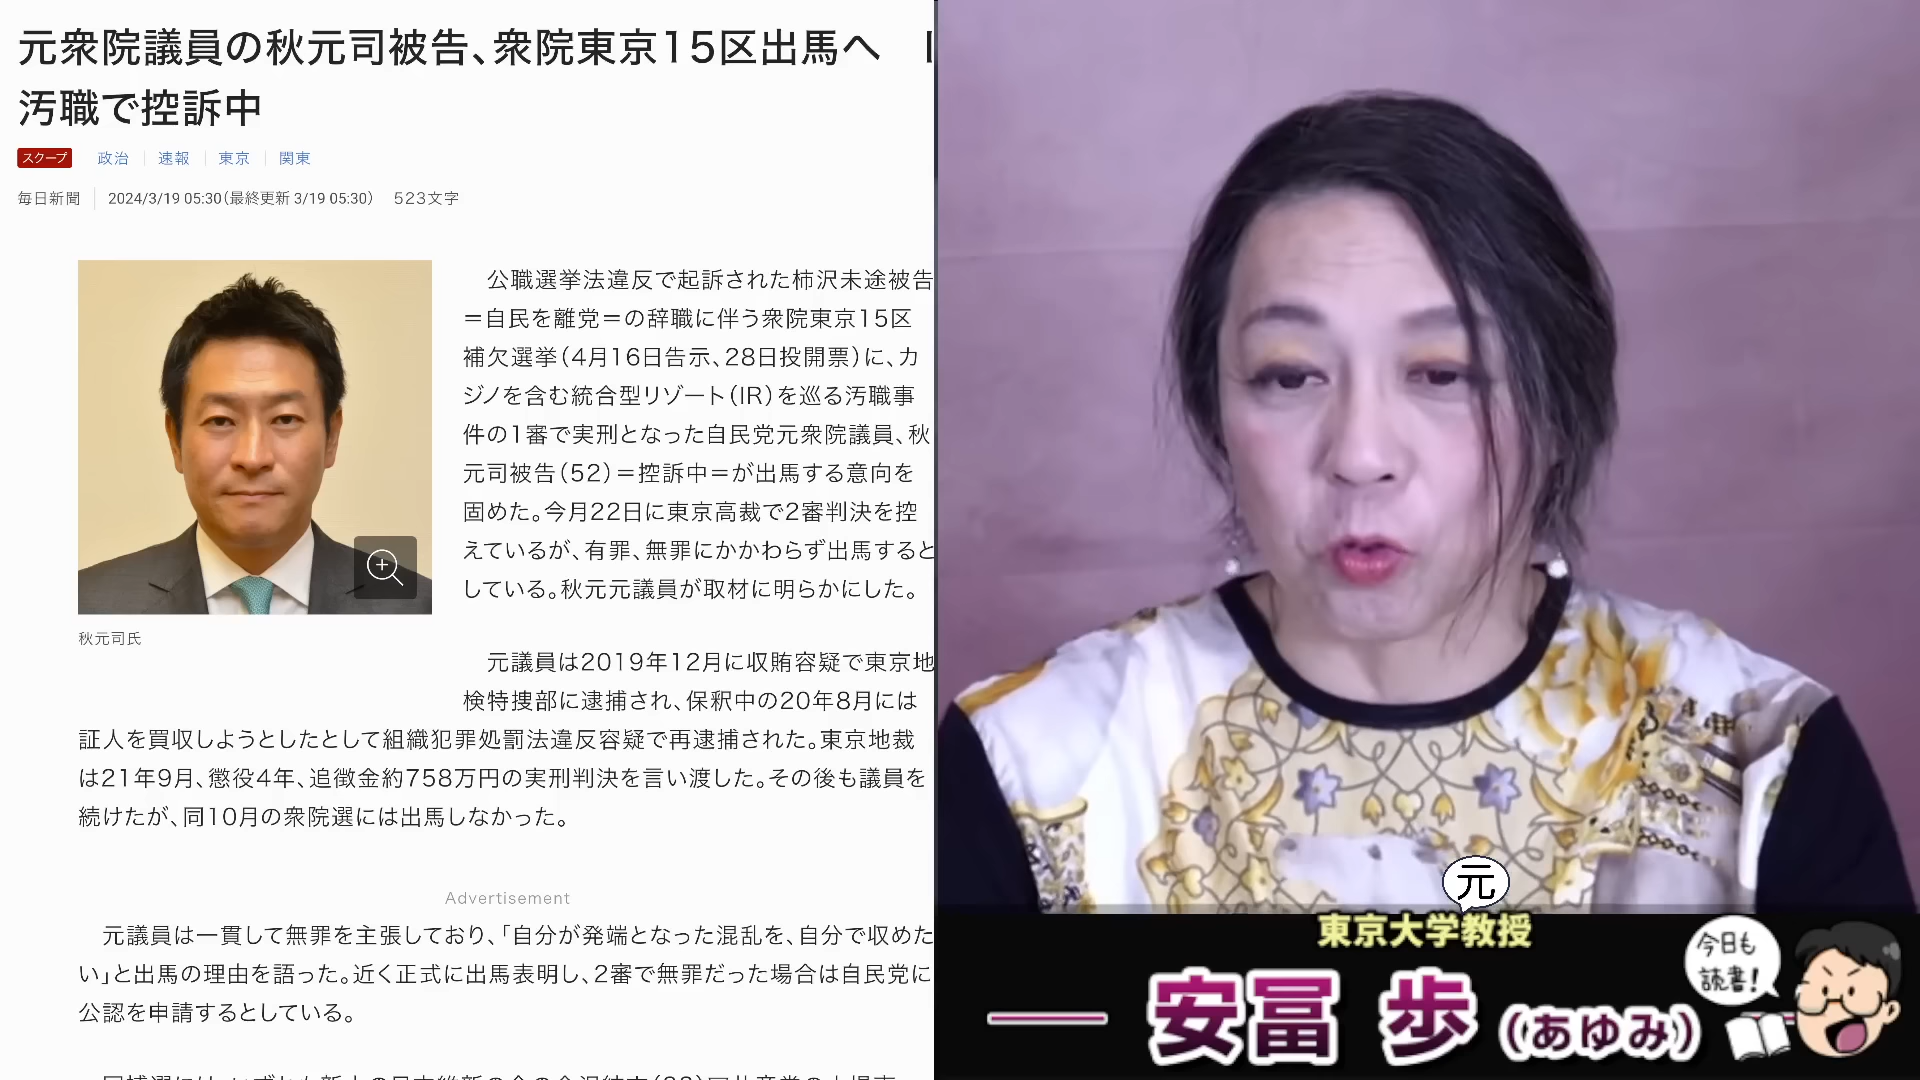 元衆院議員の秋元司被告、衆院東京15区出馬へ
汚職で控訴中
スクープ 政治 速報 東京 関東
毎日新聞 2024/3/19 05:30(最終更新 3/19 05:30) 523文字
公職選挙法違反で起訴された柿沢未途被告
=自民を離党=の辞職に伴う衆院東京15区
補欠選挙(4月16日告示、28日投開票)に、カ
ジノを含む統合型リゾート(IR)を巡る汚職事
件の1審で実刑となった自民党元衆院議員、秋
元司被告(52)=控訴中=が出馬する意向を
固めた。今月22日に東京高裁で2審判決を控
えているが、有罪、無罪にかかわらず出馬すると
している。秋元元議員が取材に明らかにした。
秋元司氏
元議員は2019年12月に収賄容疑で東京地
検特捜部に逮捕され、保釈中の20年8月には
証人を買収しようとしたとして組織犯罪処罰法違反容疑で再逮捕された。東京地裁
は21年9月、懲役4年、追徴金約758万円の実刑判決を言い渡した。その後も議員を
続けたが、同10月の衆院選には出馬しなかった。
Advertisement
元議員は一貫して無罪を主張しており、「自分が発端となった混乱を、自分で収めた
い」と出馬の理由を語った。近く正式に出馬表明し、2審で無罪だった場合は自民党に
公認を申請するとしている。
元
東京大学教授
安冨 歩 (あゆみ)
今日も
読書!